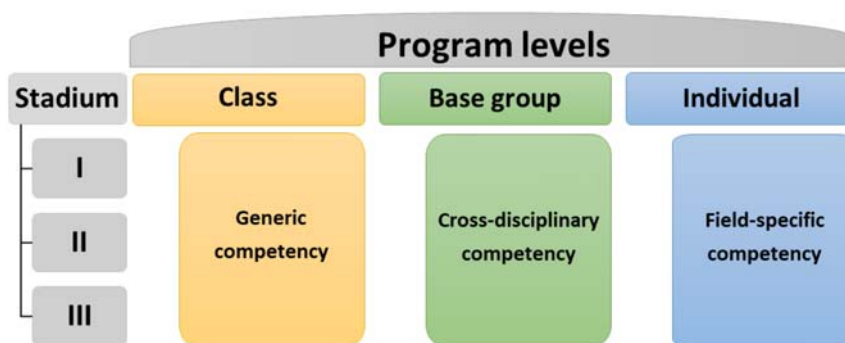 Program levels
Stadium
Class
Base group
Individual
I
II
III
Generic
competency
Cross-disciplinary
competency
Field-specific
competency